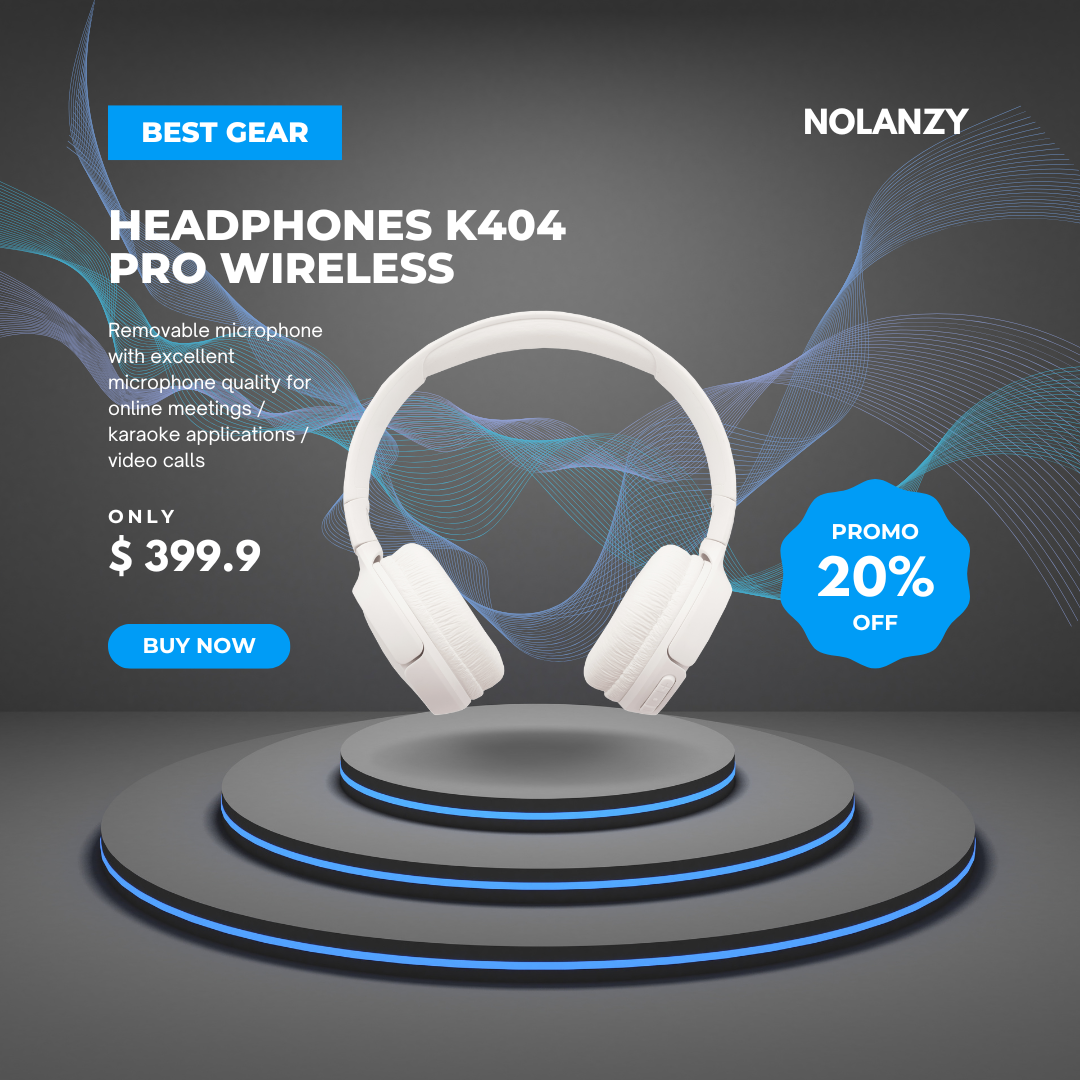 BEST GEAR
NOLANZY
HEADPHONES K404
PRO WIRELESS
Removable microphone
with excellent
microphone quality for
online meetings /
karaoke applications /
video calls
ONLY
$ 399.9
BUY NOW
PROMO
20%
OFF